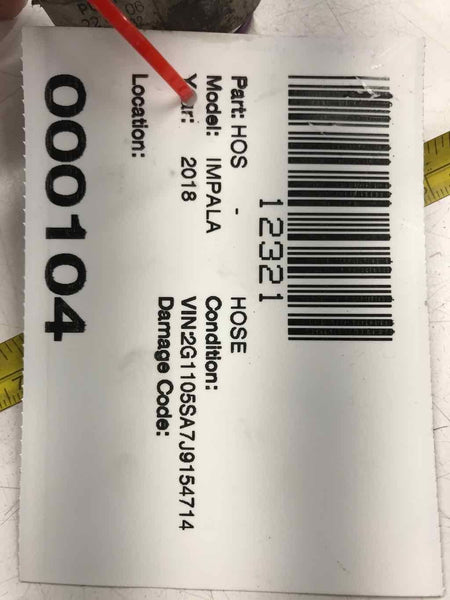 12321
Part: HOS - HOSE
Model: IMPALA Condition:
Year: 2018 VIN:2G1105SA7J9154714
Location: Damage Code:
000104